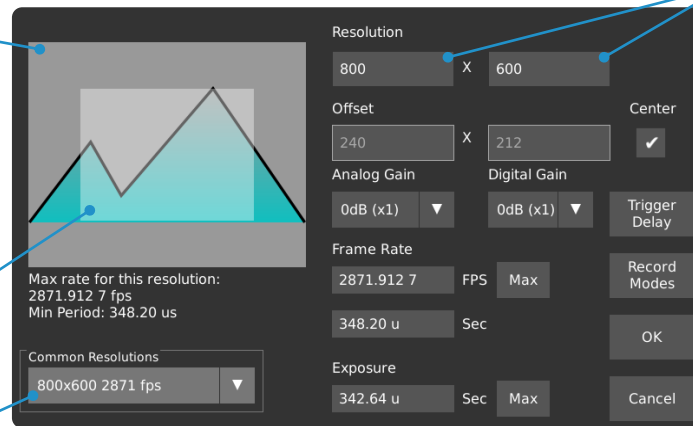 Resolution
800 X 600
Offset
Center
240 X 212
✔
Analog Gain
Digital Gain
0dB (x1) ▼
0dB (x1) ▼
Trigger
Delay
Frame Rate
2871.912 7 FPS Max
Record
Modes
Max rate for this resolution:
2871.912 7 fps
Min Period: 348.20 us
348.20 u Sec
OK
Common Resolutions
800x600 2871 fps ▼
Exposure
342.64 u Sec Max
Cancel